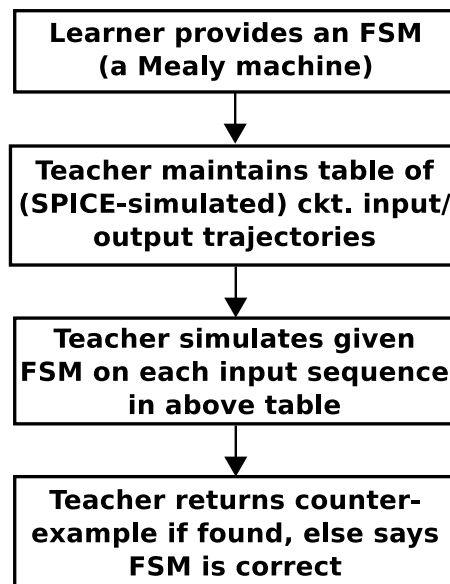 Learner provides an FSM
(a Mealy machine)
Teacher maintains table of
(SPICE-simulated) ckt. input/
output trajectories
Teacher simulates given
FSM on each input sequence
in above table
Teacher returns counter-
example if found, else says
FSM is correct